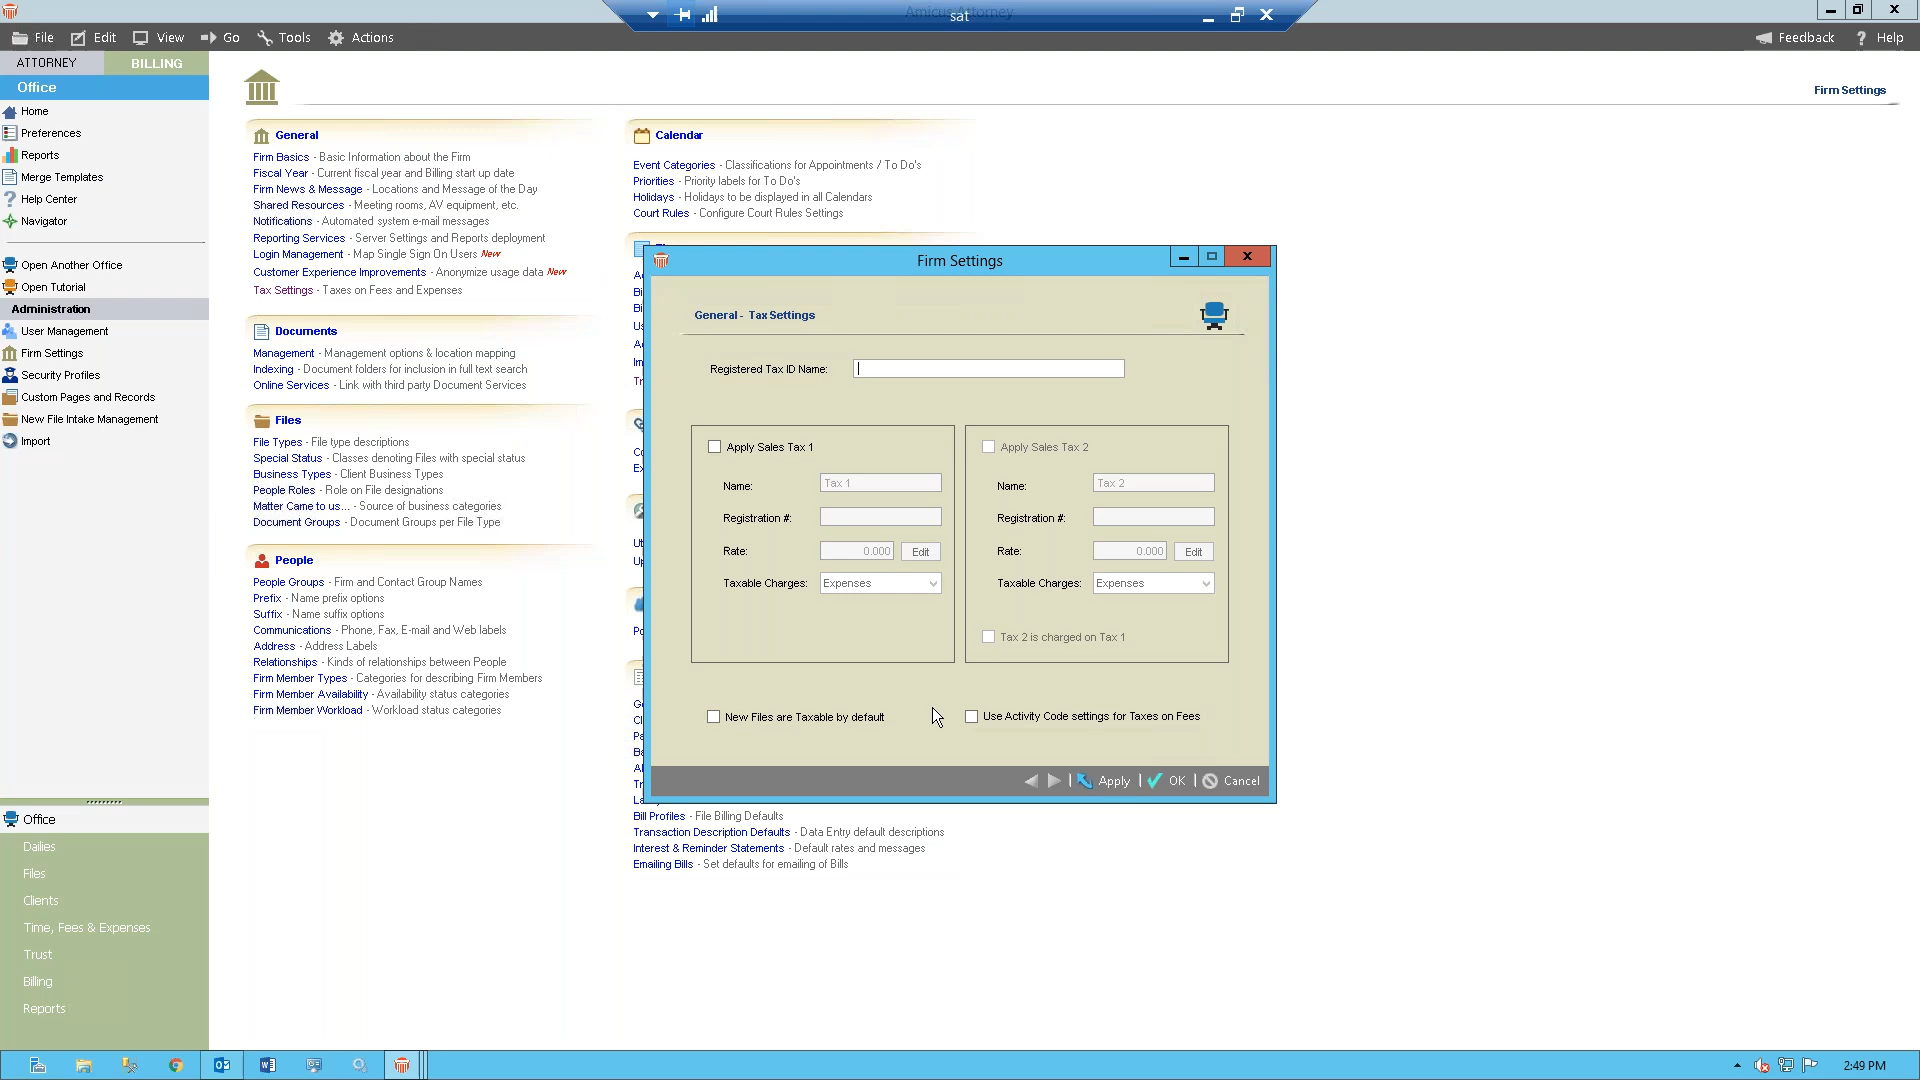 Amicus Attorney
sat
File Edit View Go Tools Actions
Feedback Help
ATTORNEY BILLING
Office
Home
Preferences
Reports
Merge Templates
Help Center
Navigator
Open Another Office
Open Tutorial
Administration
User Management
Firm Settings
Security Profiles
Custom Pages and Records
New File Intake Management
Import
Office
Dailies
Files
Clients
Time, Fees & Expenses
Trust
Billing
Reports
Firm Settings
General
Firm Basics - Basic Information about the Firm
Fiscal Year - Current fiscal year and Billing start up date
Firm News & Message - Locations and Message of the Day
Shared Resources - Meeting rooms, AV equipment, etc.
Notifications - Automated system e-mail messages
Reporting Services - Server Settings and Reports deployment
Login Management - Map Single Sign On Users New
Customer Experience Improvements - Anonymize usage data New
Tax Settings - Taxes on Fees and Expenses
Documents
Management - Management options & location mapping
Indexing - Document folders for inclusion in full text search
Online Services - Link with third party Document Services
Files
File Types - File type descriptions
Special Status - Classes denoting Files with special status
Business Types - Client Business Types
People Roles - Role on File designations
Matter Came to us... - Source of business categories
Document Groups - Document Groups per File Type
People
People Groups - Firm and Contact Group Names
Prefix - Name prefix options
Suffix - Name suffix options
Communications - Phone, Fax, E-mail and Web labels
Address - Address Labels
Relationships - Kinds of relationships between People
Firm Member Types - Categories for describing Firm Members
Firm Member Availability - Availability status categories
Firm Member Workload - Workload status categories
Calendar
Event Categories - Classifications for Appointments / To Do's
Priorities - Priority labels for To Do's
Holidays - Holidays to be displayed in all Calendars
Court Rules - Configure Court Rules Settings
Bill Profiles - File Billing Defaults
Transaction Description Defaults - Data Entry default descriptions
Interest & Reminder Statements - Default rates and messages
Emailing Bills - Set defaults for emailing of Bills
Firm Settings
General - Tax Settings
Registered Tax ID Name:
Apply Sales Tax 1
Name: Tax 1
Registration #:
Rate: 0.000 Edit
Taxable Charges: Expenses
Apply Sales Tax 2
Name: Tax 2
Registration #:
Rate: 0.000 Edit
Taxable Charges: Expenses
Tax 2 is charged on Tax 1
New Files are Taxable by default
Use Activity Code settings for Taxes on Fees
Apply OK Cancel
2:49 PM